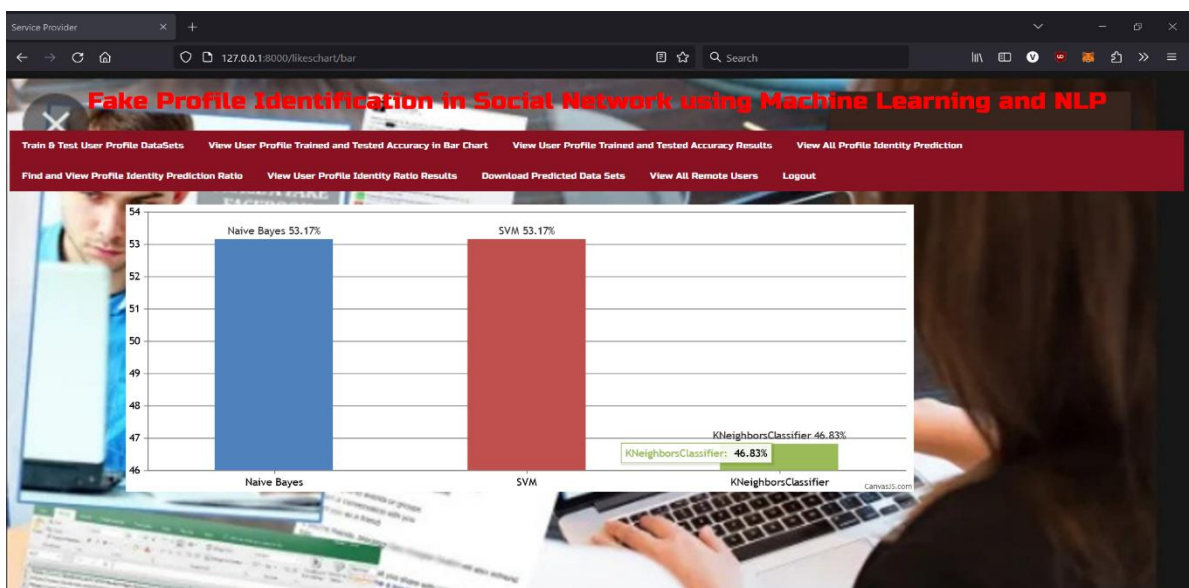 Service Provider
127.0.0.1:8000/likeschart/bar
Search
Fake Profile Identification in Social Network using Machine Learning and NLP
Train & Test User Profile DataSets View User Profile Trained and Tested Accuracy in Bar Chart View User Profile Trained and Tested Accuracy Results View All Profile Identity Prediction
Find and View Profile Identity Prediction Ratio View User Profile Identity Ratio Results Download Predicted Data Sets View All Remote Users Logout
54
Naive Bayes 53.17% SVM 53.17%
53
52
51
50
49
48
47
KNeighborsClassifier 46.83%
KNeighborsClassifier: 46.83%
46
Naive Bayes SVM KNeighborsClassifier
CanvasJS.com